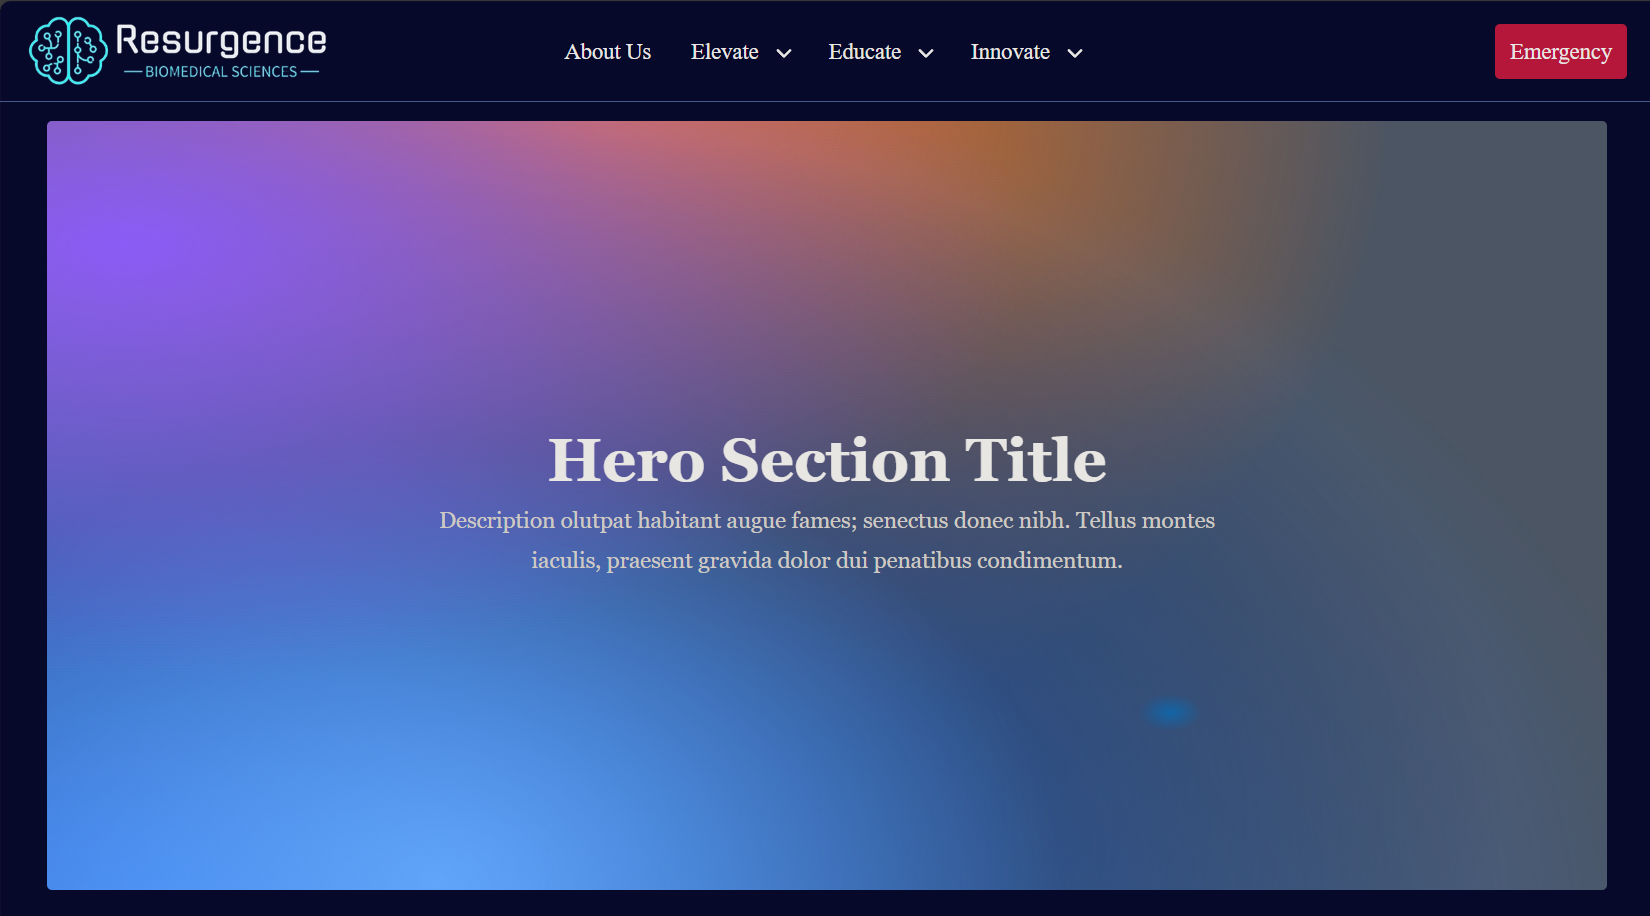 Resurgence
BIOMEDICAL SCIENCES
About Us
Elevate
Educate
Innovate
Emergency
Hero Section Title
Description olutpat habitant augue fames; senectus donec nibh. Tellus montes
iaculis, praesent gravida dolor dui penatibus condimentum.